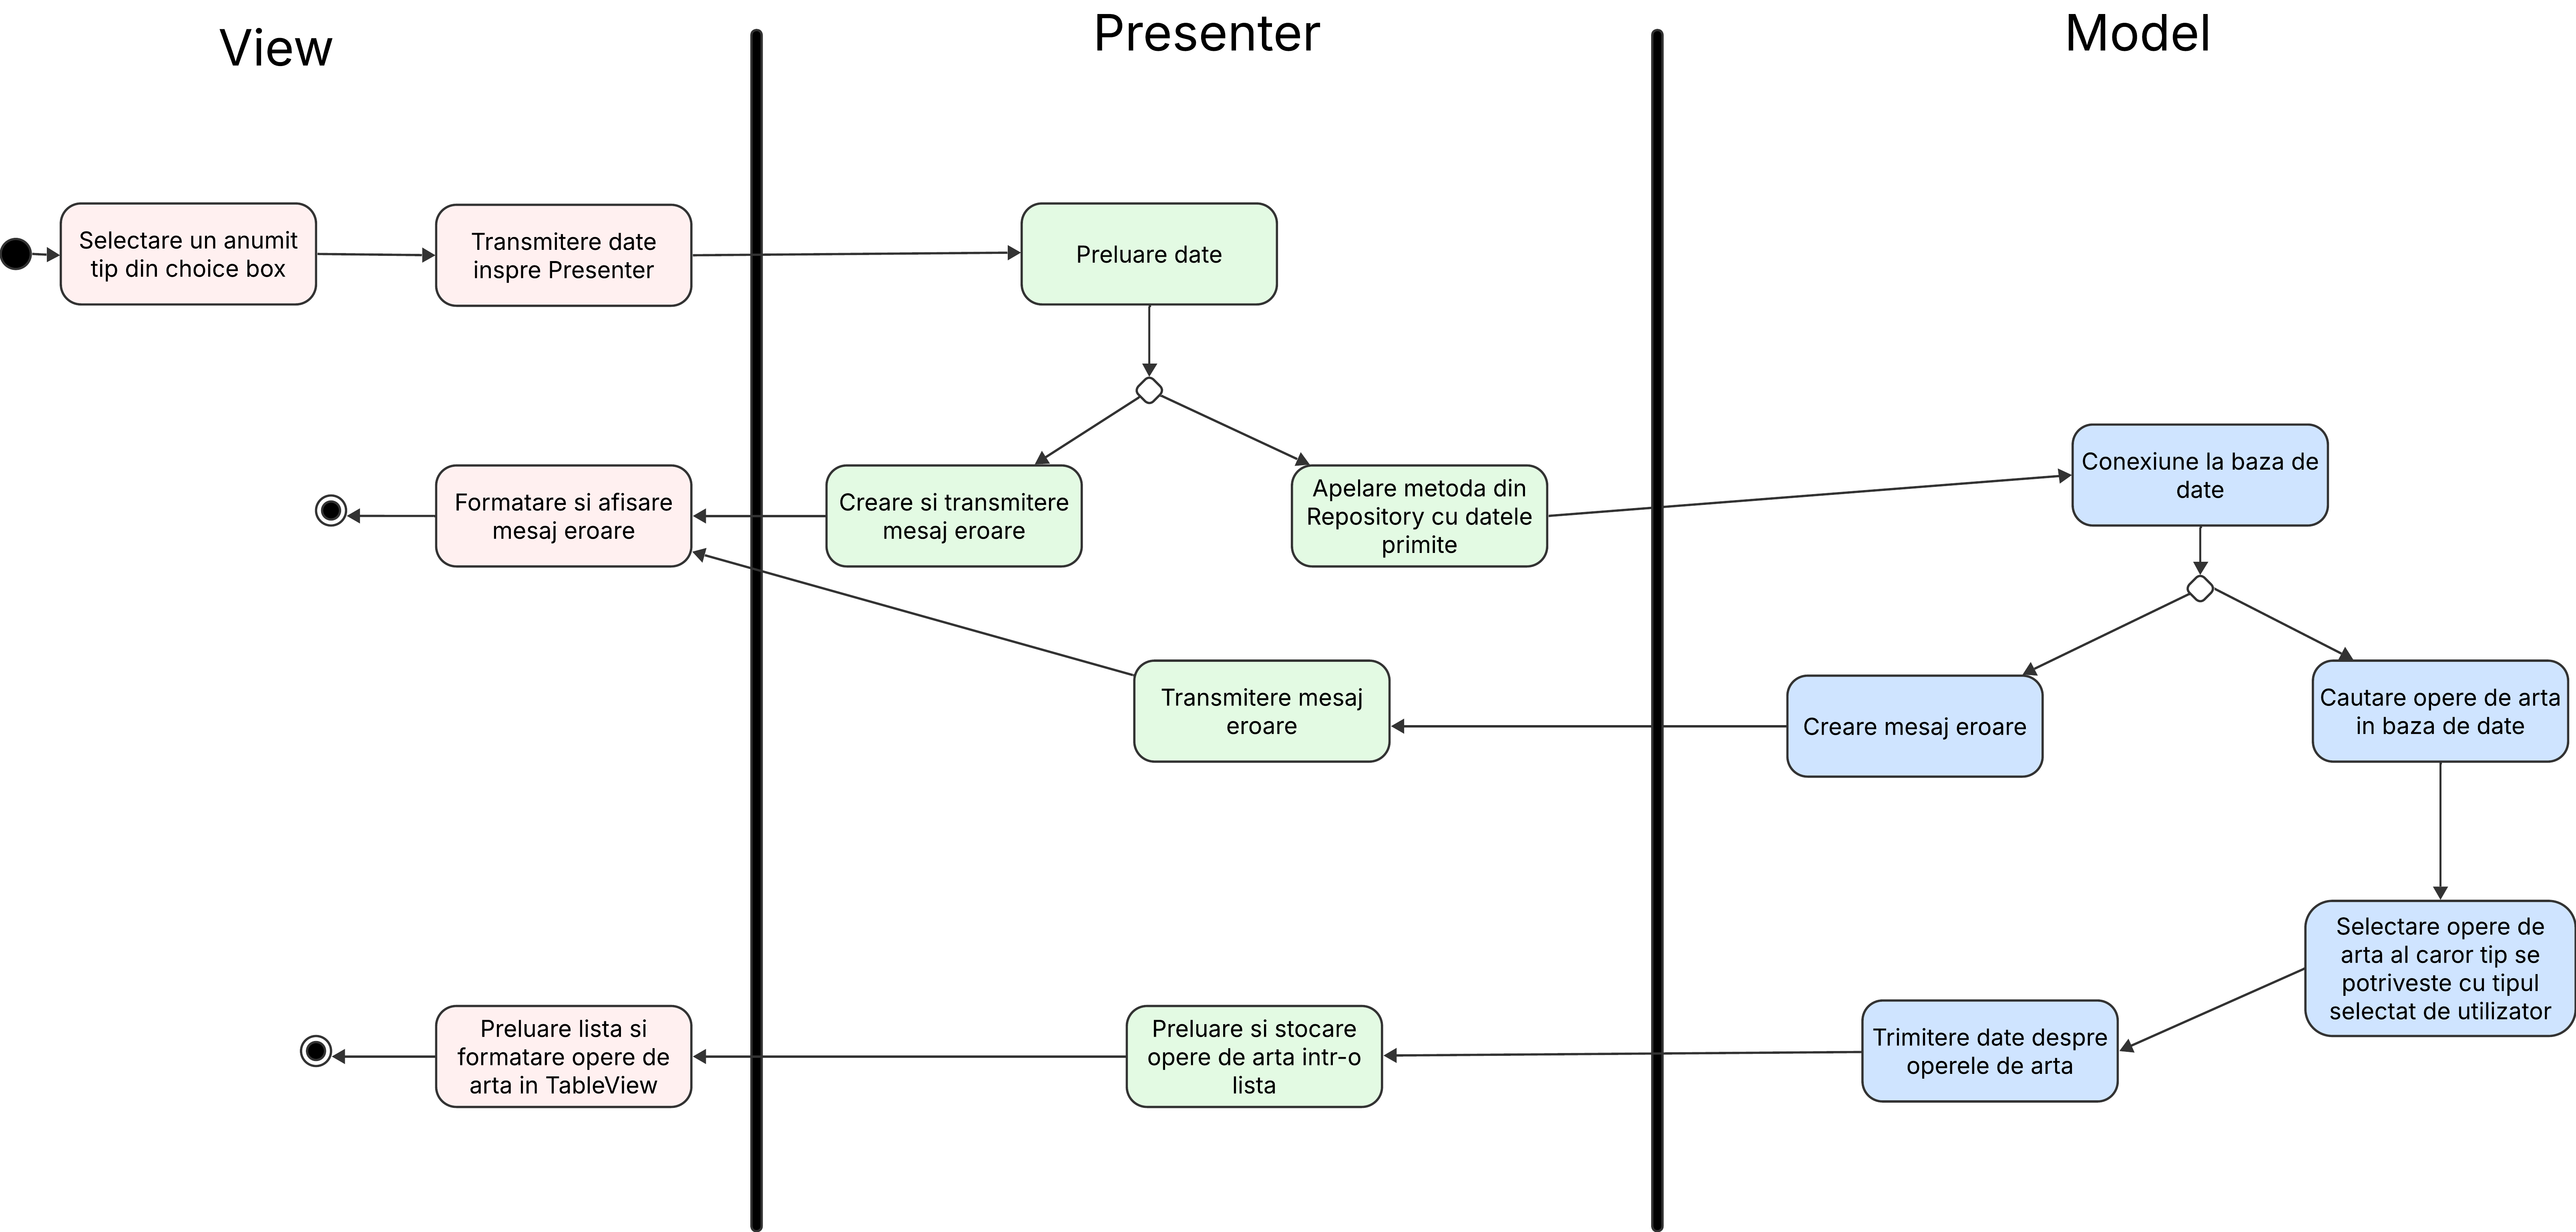 View
Presenter
Model
Selectare un anumit
tip din choice box
Transmitere date
inspre Presenter
Preluare date
Formatare si afisare
mesaj eroare
Creare si transmitere
mesaj eroare
Apelare metoda din
Repository cu datele
primite
Conexiune la baza de
date
Transmitere mesaj
eroare
Creare mesaj eroare
Cautare opere de arta
in baza de date
Selectare opere de
arta al caror tip se
potriveste cu tipul
selectat de utilizator
Preluare lista si
formatare opere de
arta in TableView
Preluare si stocare
opere de arta intr-o
lista
Trimitere date despre
operele de arta